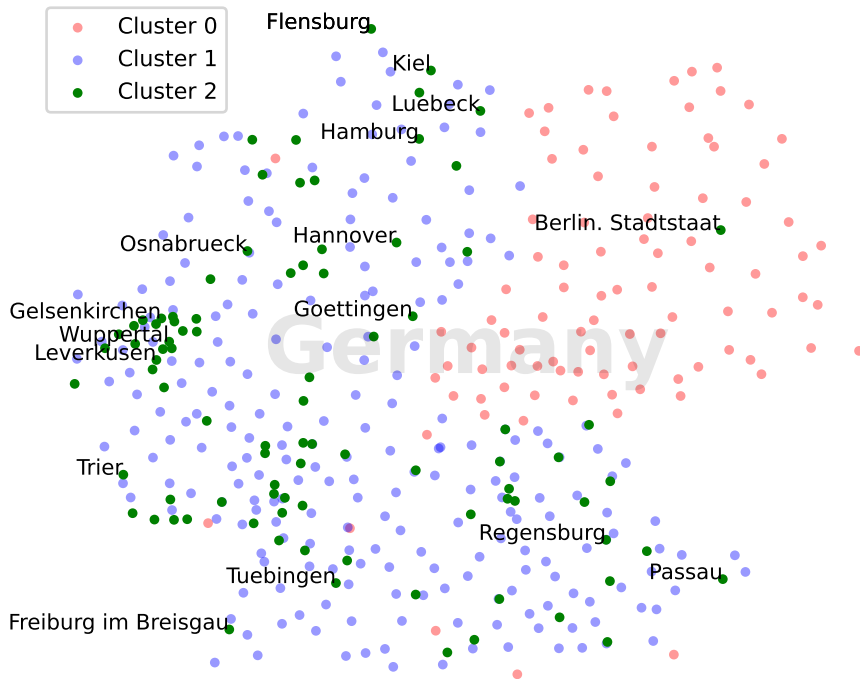 Flensburg
Cluster 0
Cluster 1
Cluster 2
Kiel
Luebeck
Hamburg
Berlin. Stadtstaat
Osnabrueck
Hannover
Gelsenkirchen
Goettingen
Wuppertal
Germany
Leverkusen
Trier
Regensburg
Tuebingen
Passau
Freiburg im Breisgau